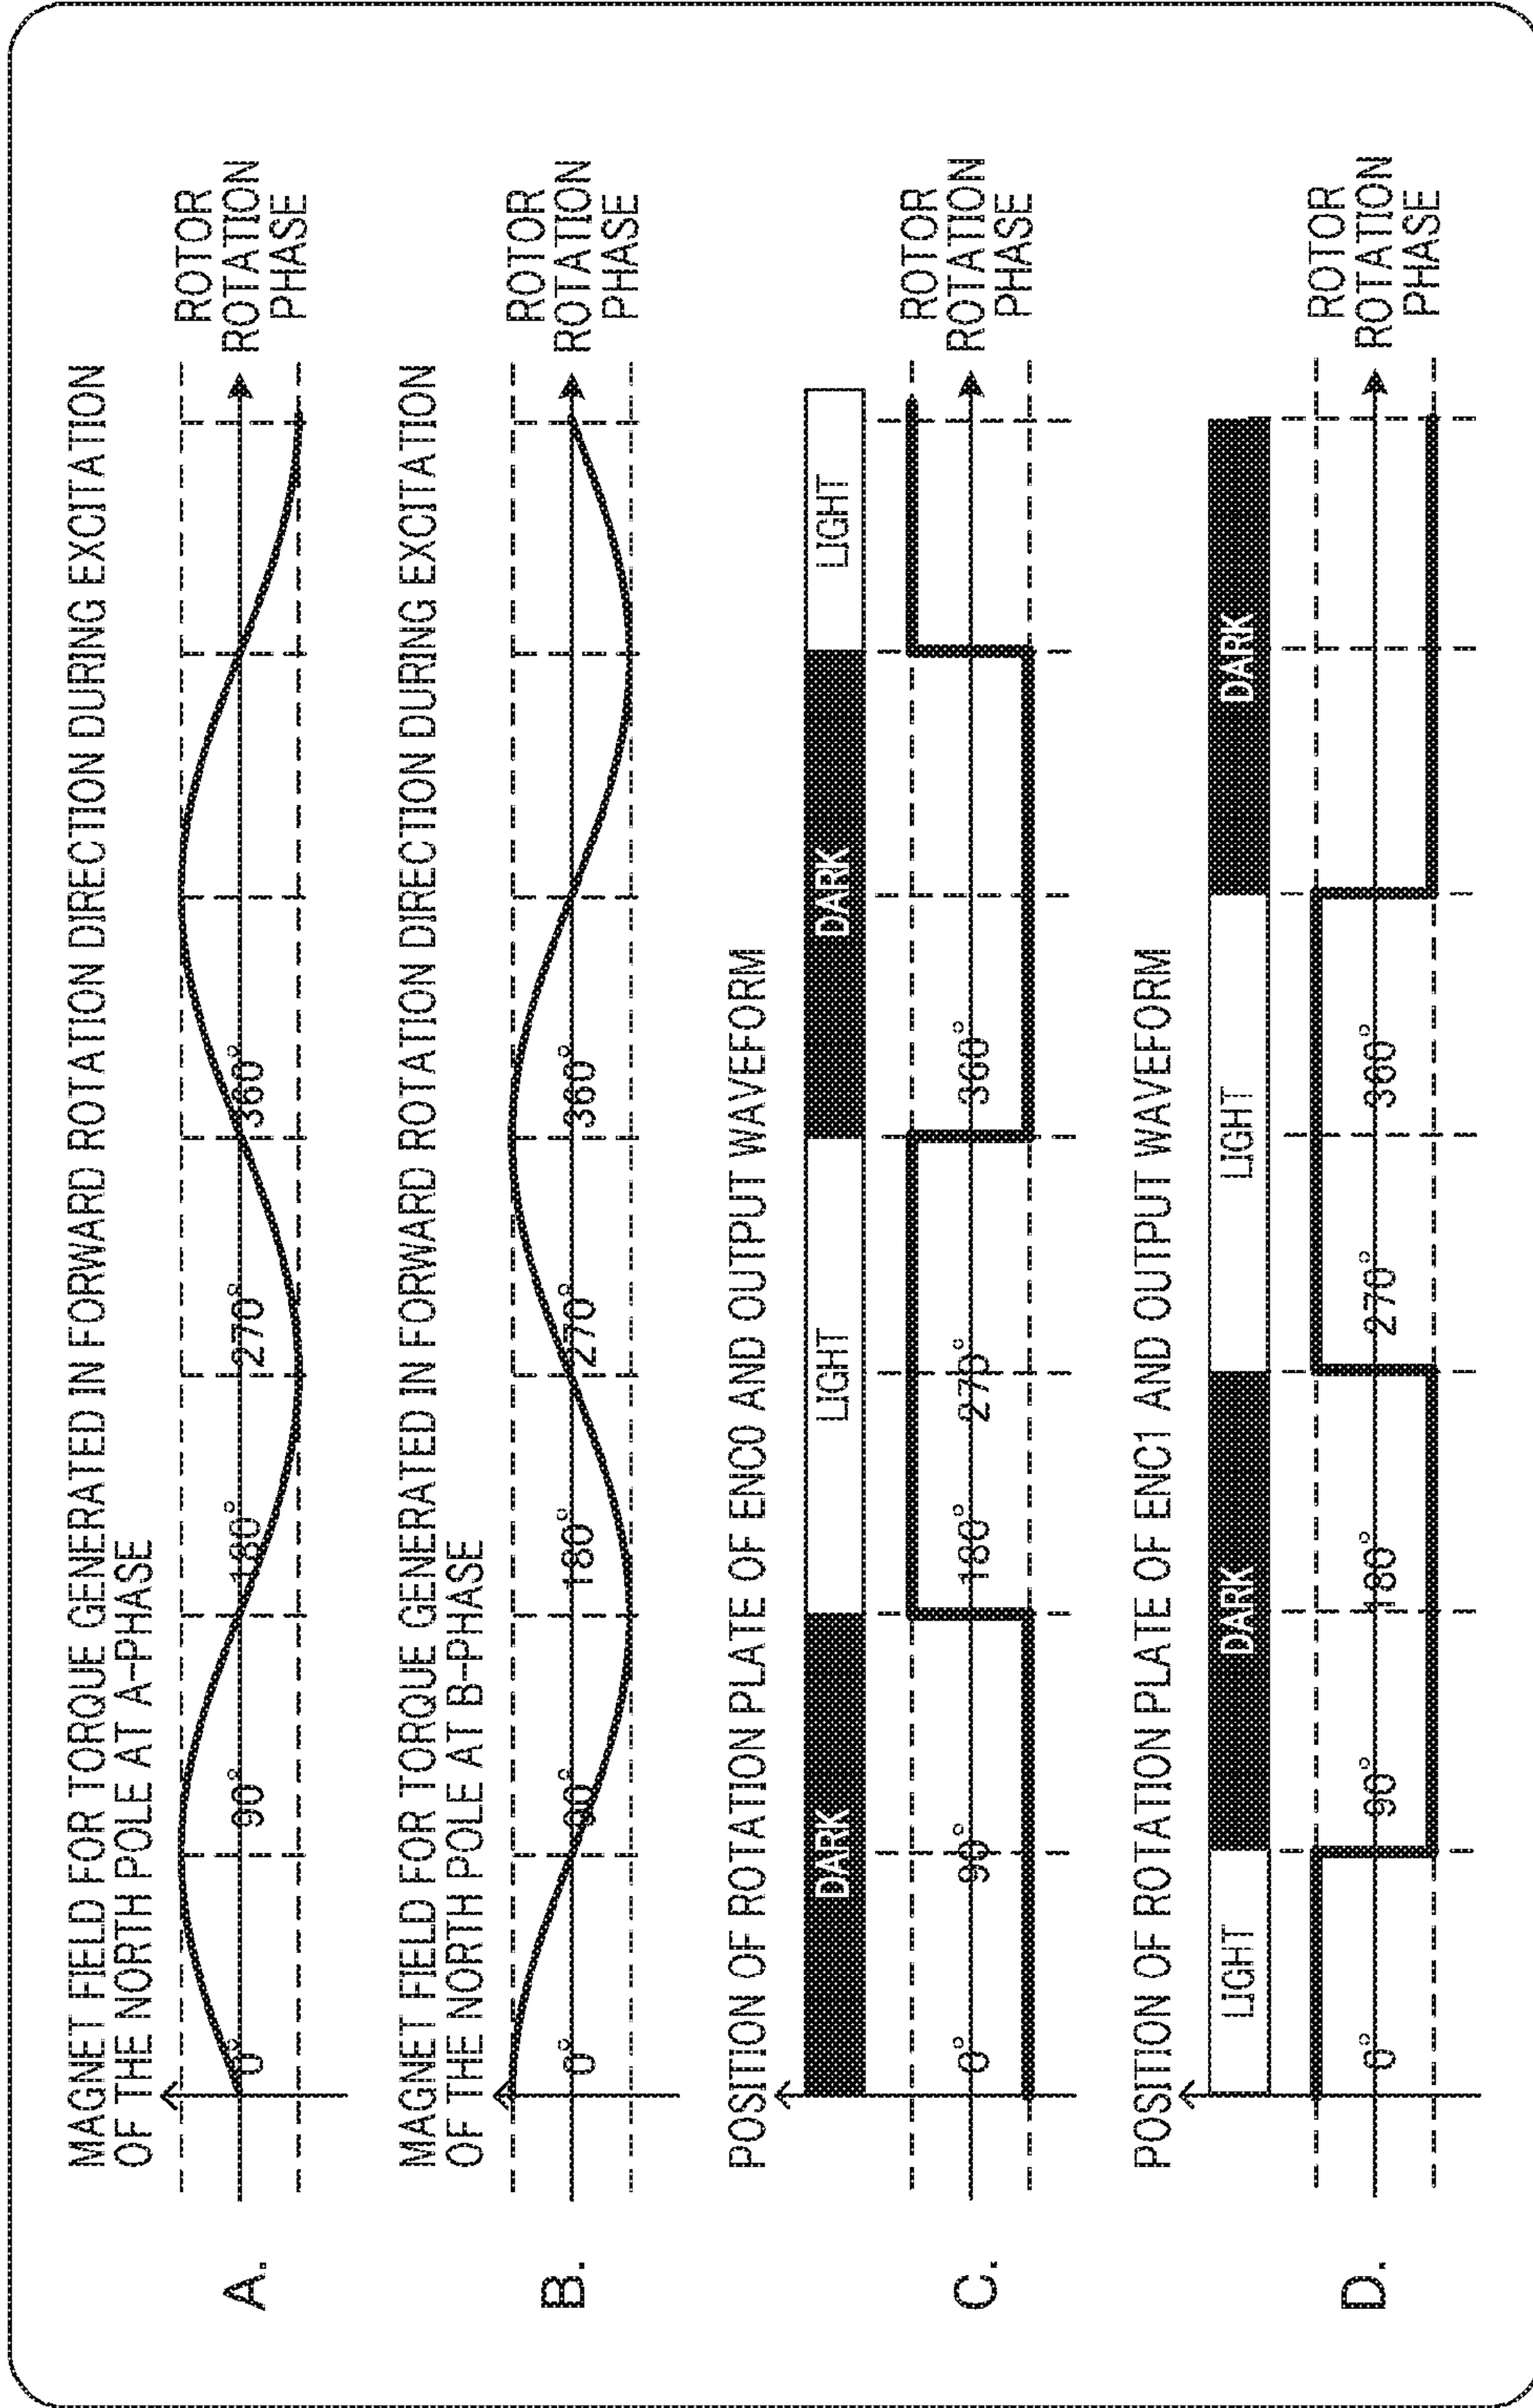 MAGNET FIELD FOR TORQUE GENERATED IN FORWARD ROTATION DIRECTION DURING EXCITATION
OF THE NORTH POLE AT A-PHASE
A.
0°
90°
180°
270°
360°
ROTOR
ROTATION
PHASE
MAGNET FIELD FOR TORQUE GENERATED IN FORWARD ROTATION DIRECTION DURING EXCITATION
OF THE NORTH POLE AT B-PHASE
B.
0°
90°
180°
270°
360°
ROTOR
ROTATION
PHASE
POSITION OF ROTATION PLATE OF ENC0 AND OUTPUT WAVEFORM
DARK
LIGHT
DARK
LIGHT
C.
0°
90°
180°
270°
360°
ROTOR
ROTATION
PHASE
POSITION OF ROTATION PLATE OF ENC1 AND OUTPUT WAVEFORM
LIGHT
DARK
LIGHT
DARK
D.
0°
90°
180°
270°
360°
ROTOR
ROTATION
PHASE